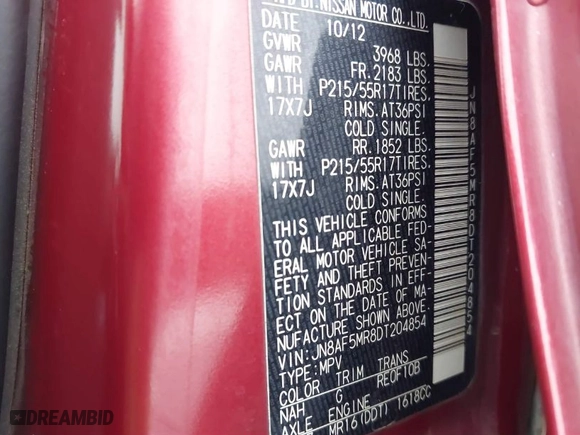 MFD BY:NISSAN MOTOR CO.,LTD.
DATE 10/12
GVWR 3968 LBS.
GAWR FR. 2183 LBS.
WITH P215/55R17TIRES,
17X7J RIMS. AT36PSI
COLD SINGLE.
GAWR RR. 1852 LBS.
WITH P215/55R17TIRES,
17X7J RIMS. AT36PSI
COLD SINGLE.
THIS VEHICLE CONFORMS
TO ALL APPLICABLE FED-
ERAL MOTOR VEHICLE SA-
FETY AND THEFT PREVEN-
TION STANDARDS IN EFF-
ECT ON THE DATE OF MA-
NUFACTURE SHOWN ABOVE.
VIN: JN8AF5MR8DT204854
TYPE: MPV
COLOR TRIM TRANS
NAH G RE0F10B
AXLE ENGINE
MR16(DDT) 1618CC
JN8AF5MR8DT204854
DREAMBID